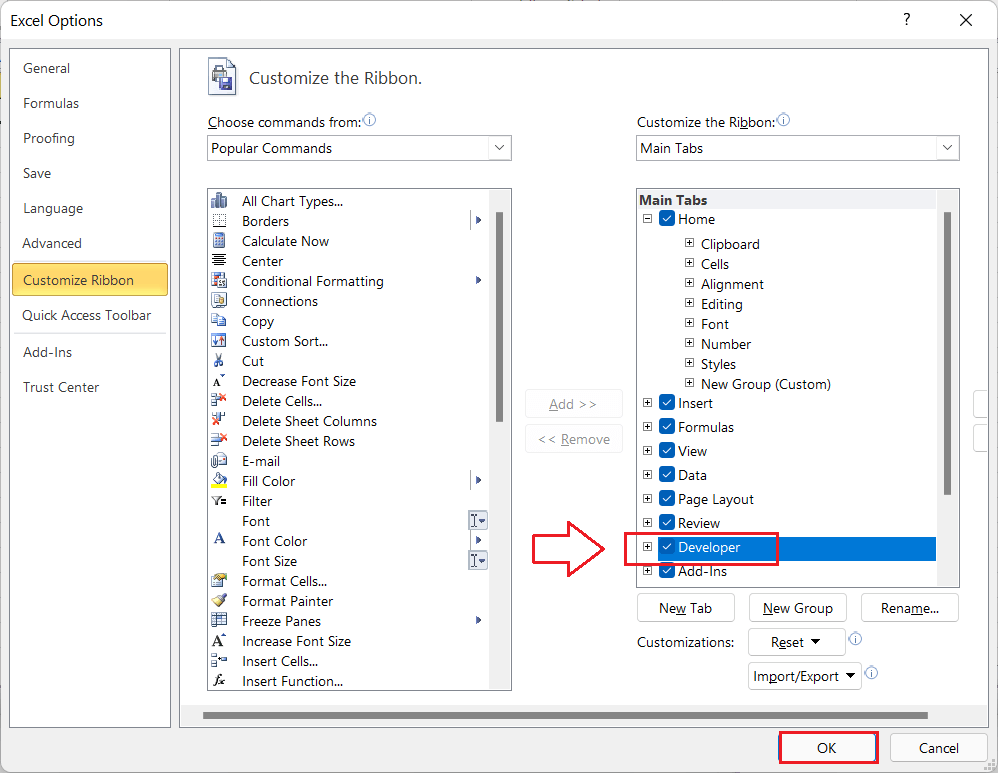 Excel Options
?
General
Formulas
Proofing
Save
Language
Advanced
Customize Ribbon
Quick Access Toolbar
Add-Ins
Trust Center
Customize the Ribbon.
Choose commands from:
Popular Commands
All Chart Types...
Borders
Calculate Now
Center
Conditional Formatting
Connections
Copy
Custom Sort...
Cut
Decrease Font Size
Delete Cells...
Delete Sheet Columns
Delete Sheet Rows
E-mail
Fill Color
Filter
Font
Font Color
Font Size
Format Cells...
Format Painter
Freeze Panes
Increase Font Size
Insert Cells...
Insert Function...
Add >>
<< Remove
Customize the Ribbon:
Main Tabs
Main Tabs
Home
Clipboard
Cells
Alignment
Editing
Font
Number
Styles
New Group (Custom)
Insert
Formulas
View
Data
Page Layout
Review
Developer
Add-Ins
New Tab
New Group
Rename...
Customizations:
Reset
Import/Export
OK
Cancel